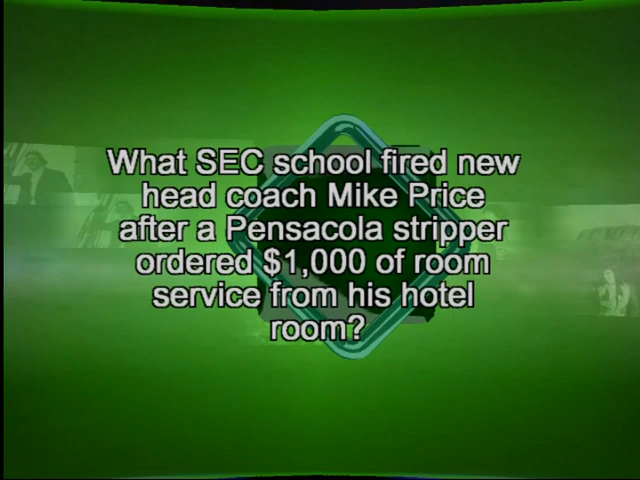 What SEC school fired new
head coach Mike Price
after a Pensacola stripper
ordered $1,000 of room
service from his hotel
room?